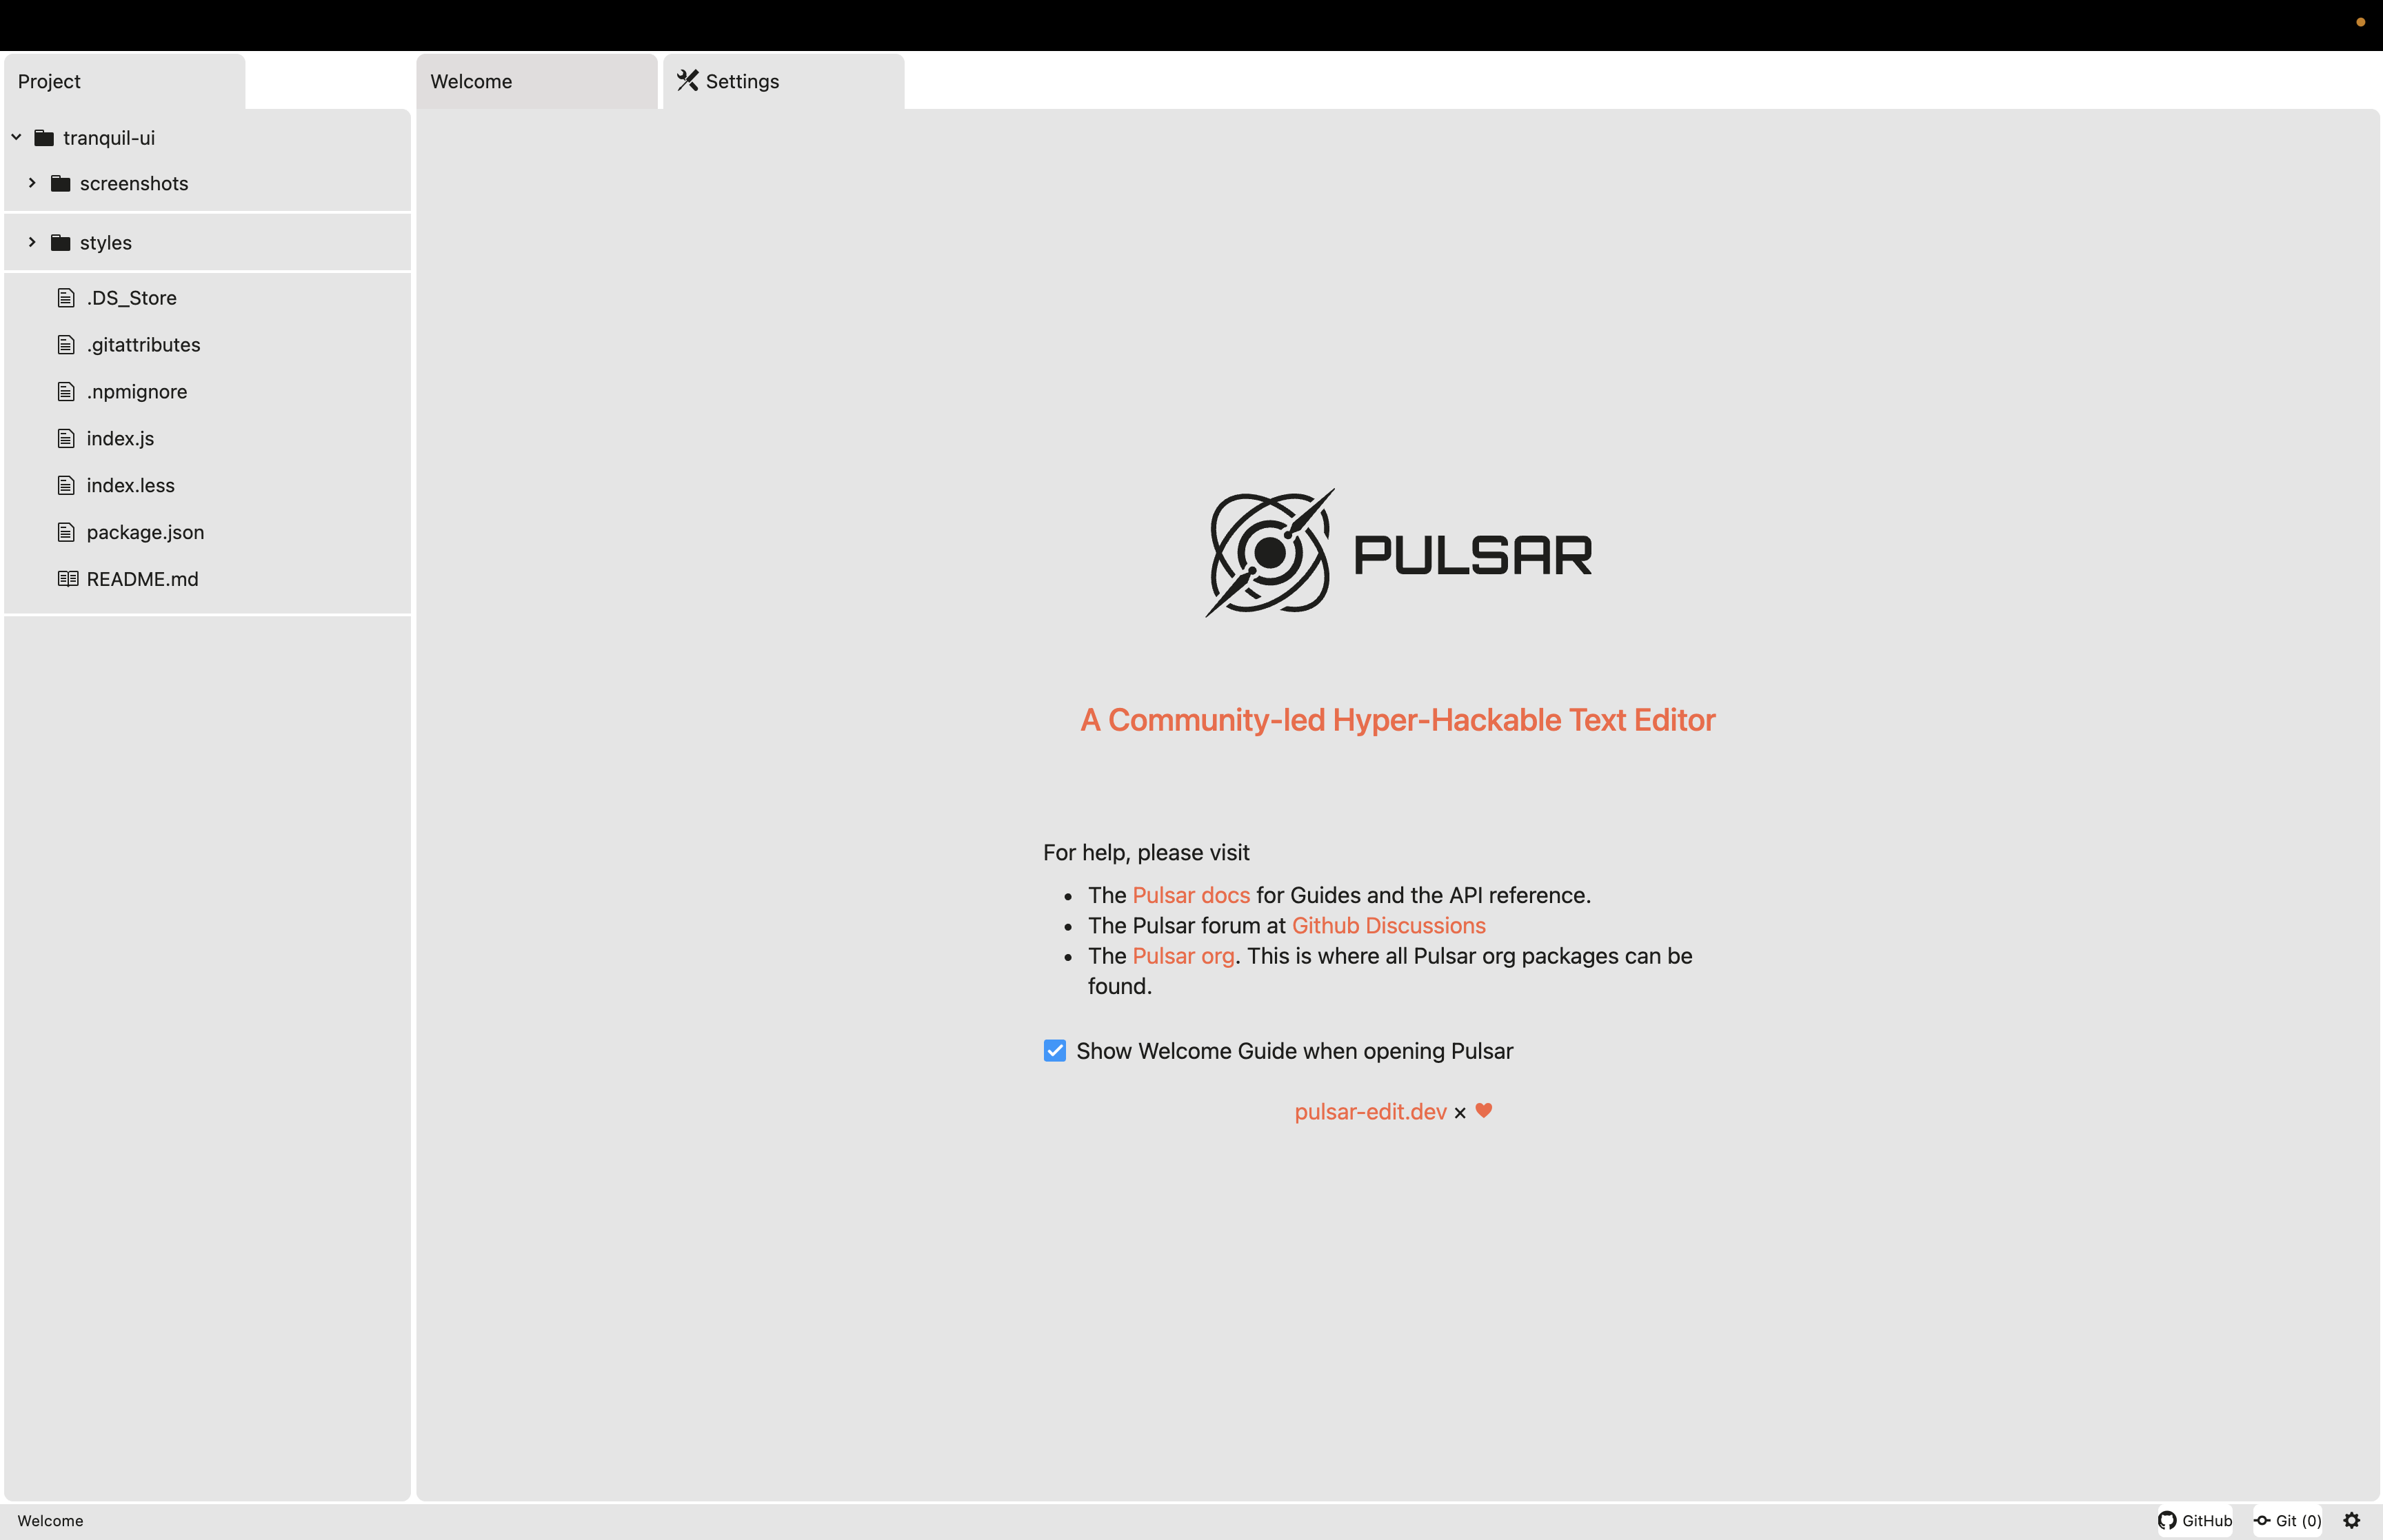 Project
Welcome
Settings
tranquil-ui
screenshots
styles
.DS_Store
.gitattributes
.npmignore
index.js
index.less
package.json
README.md
PULSAR
A Community-led Hyper-Hackable Text Editor
For help, please visit
• The Pulsar docs for Guides and the API reference.
• The Pulsar forum at Github Discussions
• The Pulsar org. This is where all Pulsar org packages can be
found.
Show Welcome Guide when opening Pulsar
pulsar-edit.dev × ♥
Welcome
GitHub
Git (0)